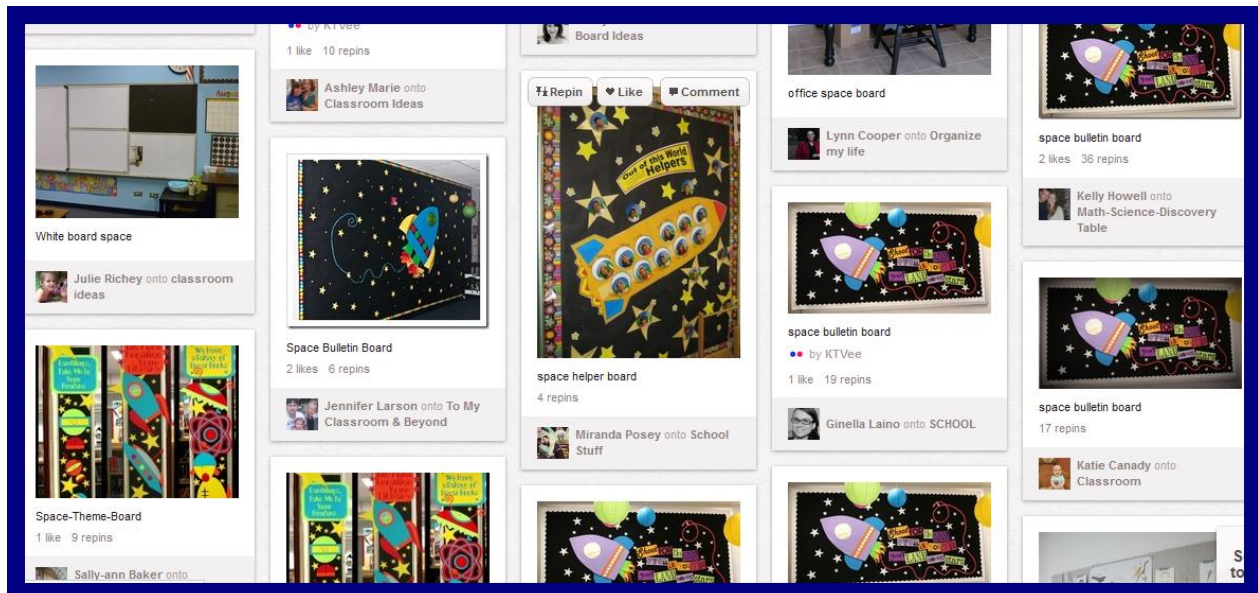 White board space
Julie Richey onto classroom
ideas
Space-Theme-Board
1 like 9 repins
Sally-ann Baker onto
by KTVee
1 like 10 repins
Ashley Marie onto
Classroom Ideas
Space Bulletin Board
2 likes 6 repins
Jennifer Larson onto To My
Classroom & Beyond
Board Ideas
Repin Like Comment
Out of this World
Helpers
space helper board
4 repins
Miranda Posey onto School
Stuff
office space board
Lynn Cooper onto Organize
my life
Shoot FOR
LAND
stars
space bulletin board
by KTVee
1 like 19 repins
Ginella Laino onto SCHOOL
space bulletin board
2 likes 36 repins
Kelly Howell onto
Math-Science-Discovery
Table
space bulletin board
17 repins
Katie Canady onto
Classroom